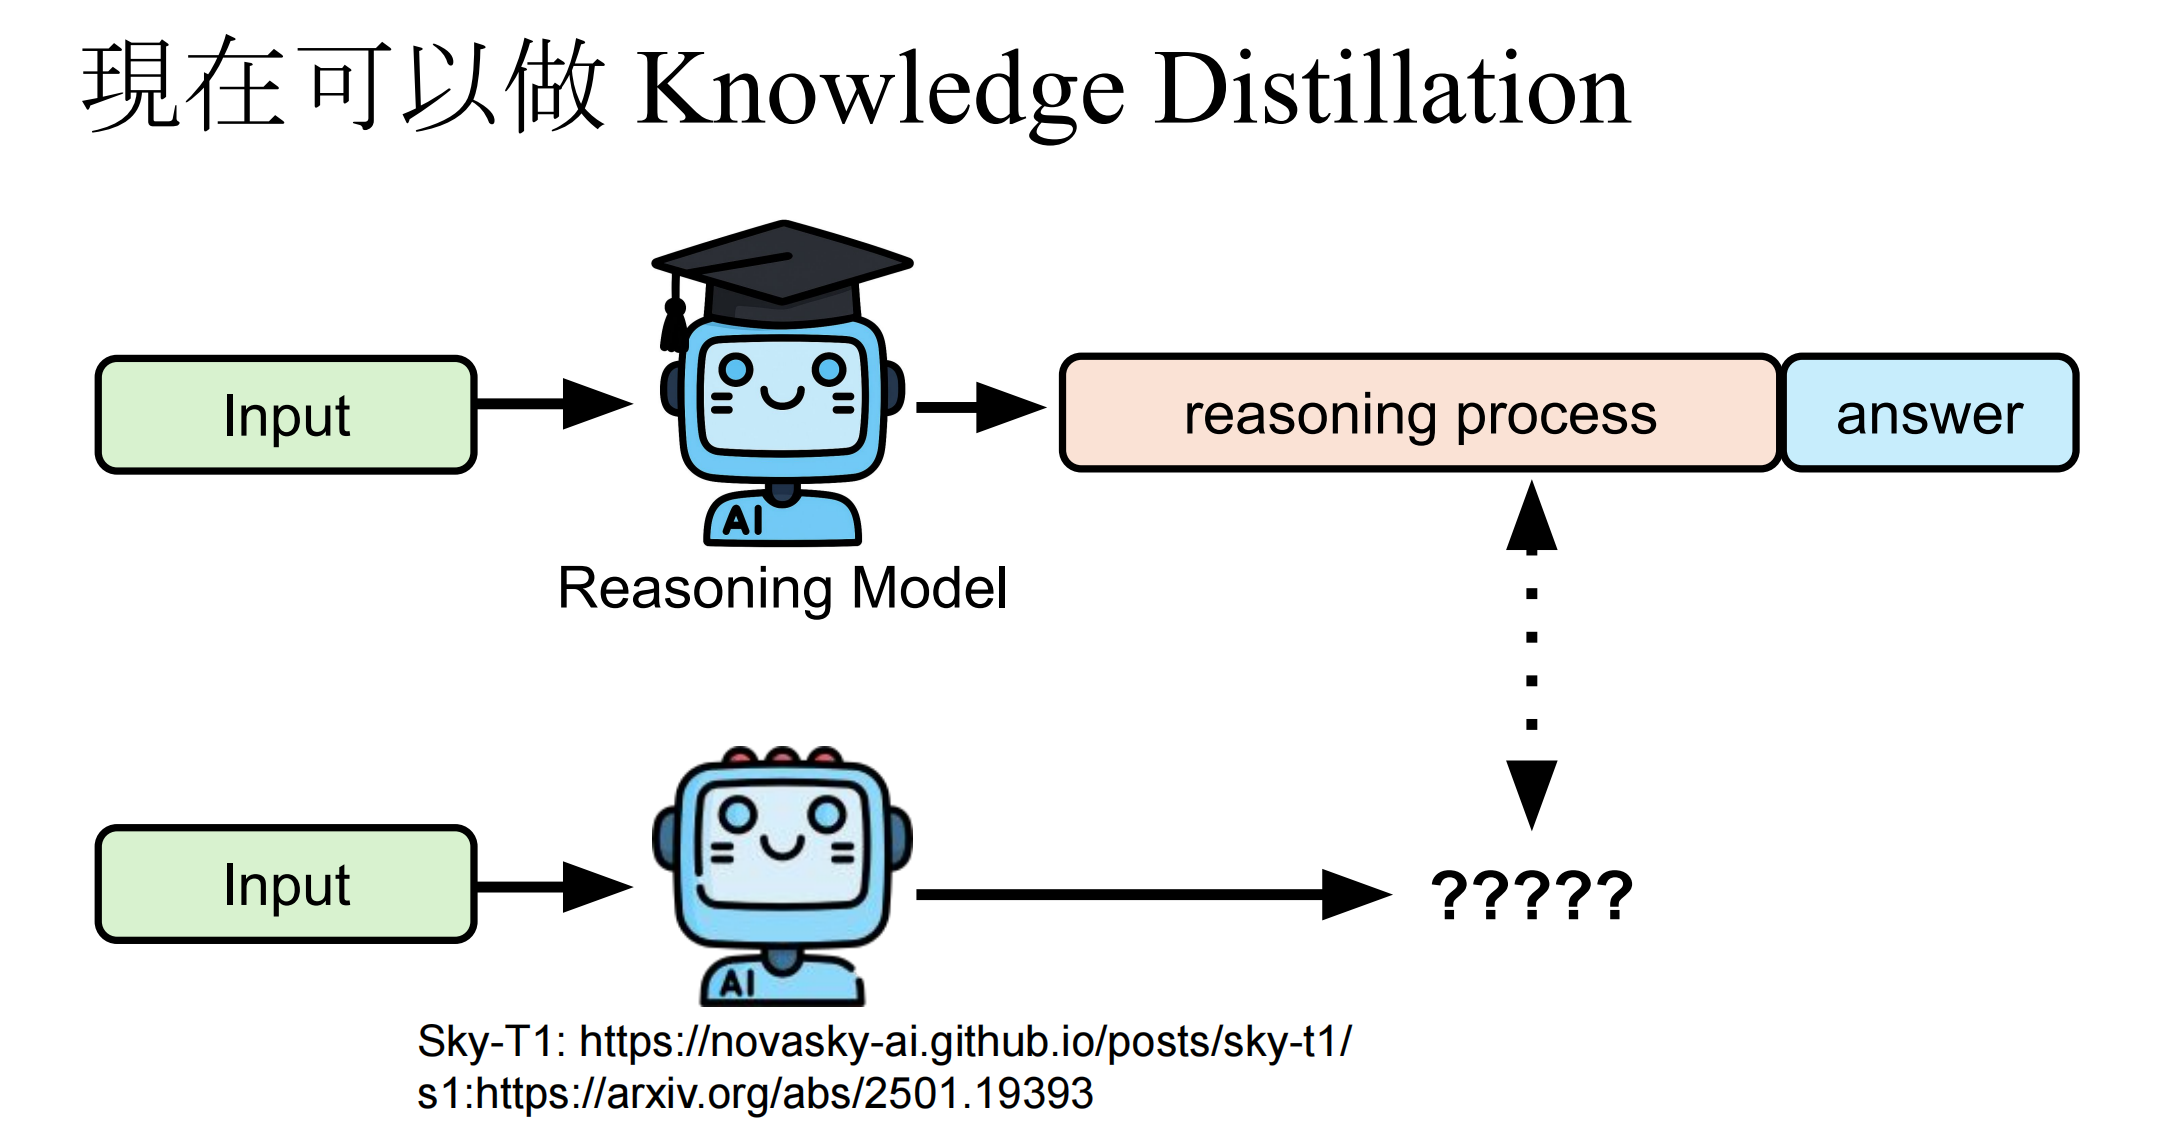 現在可以做 Knowledge Distillation
Input
reasoning process
answer
AI
Reasoning Model
Input
?????
AI
Sky-T1: https://novasky-ai.github.io/posts/sky-t1/
s1:https://arxiv.org/abs/2501.19393